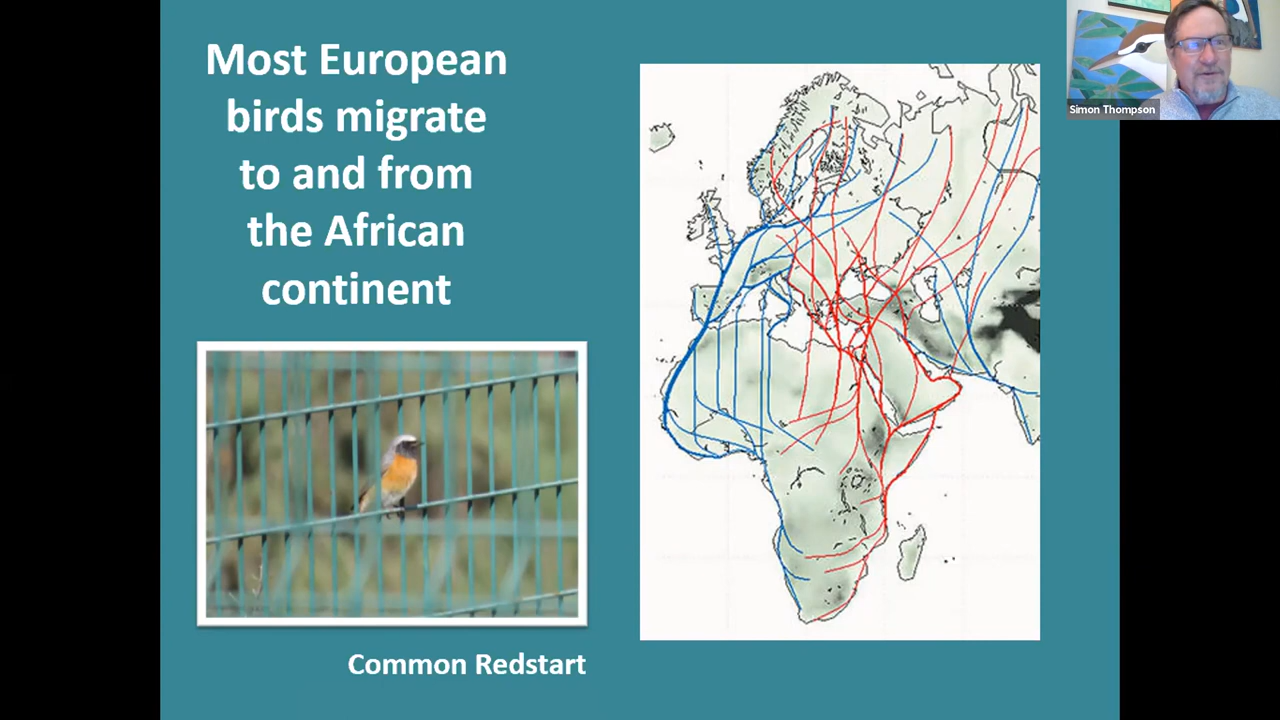 Most European
birds migrate
to and from
the African
continent
Common Redstart
Simon Thompson